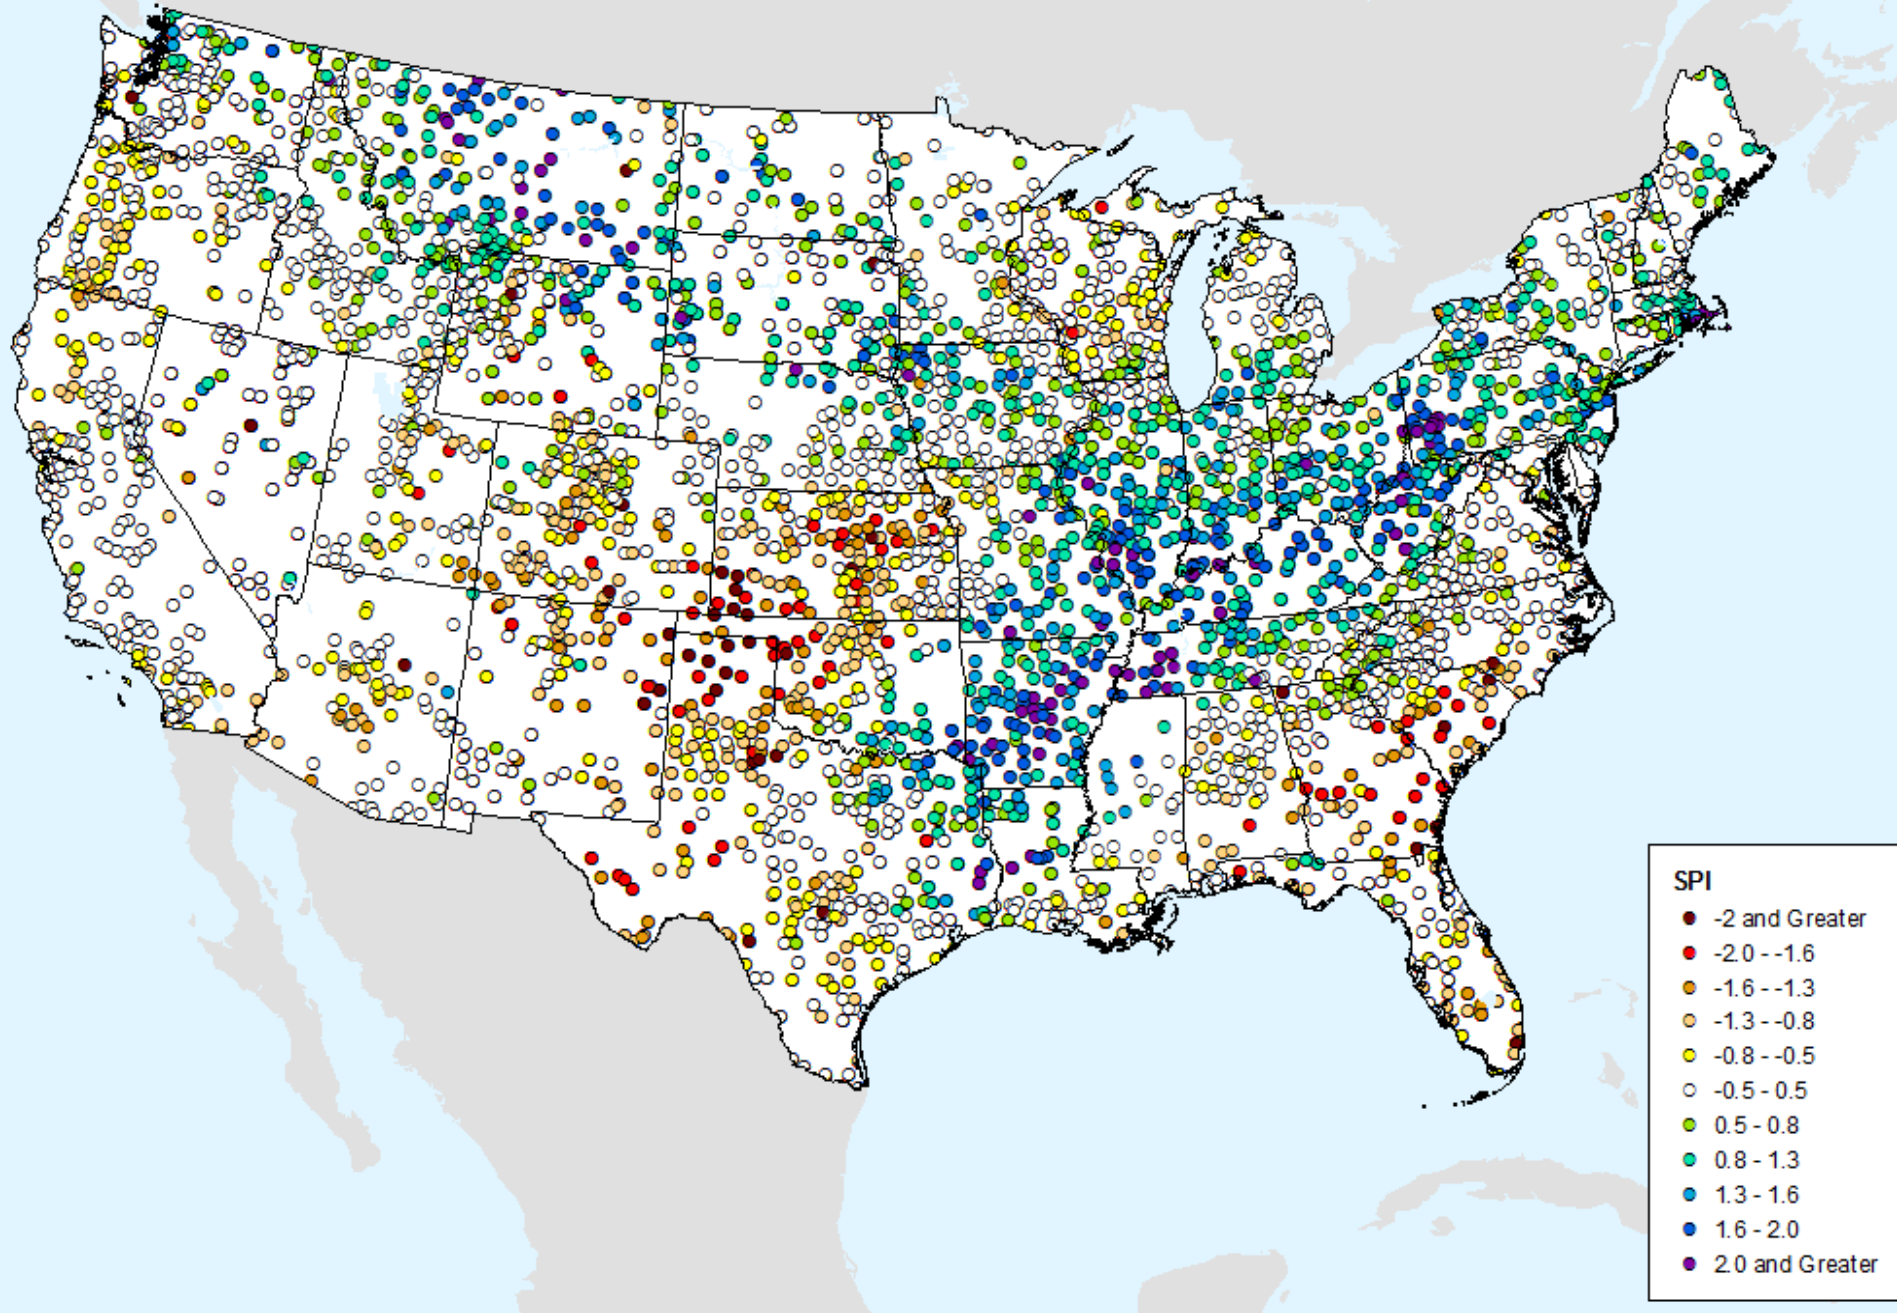 SPI
-2 and Greater
-2.0 - -1.6
-1.6 - -1.3
-1.3 - -0.8
-0.8 - -0.5
-0.5 - 0.5
0.5 - 0.8
0.8 - 1.3
1.3 - 1.6
1.6 - 2.0
2.0 and Greater